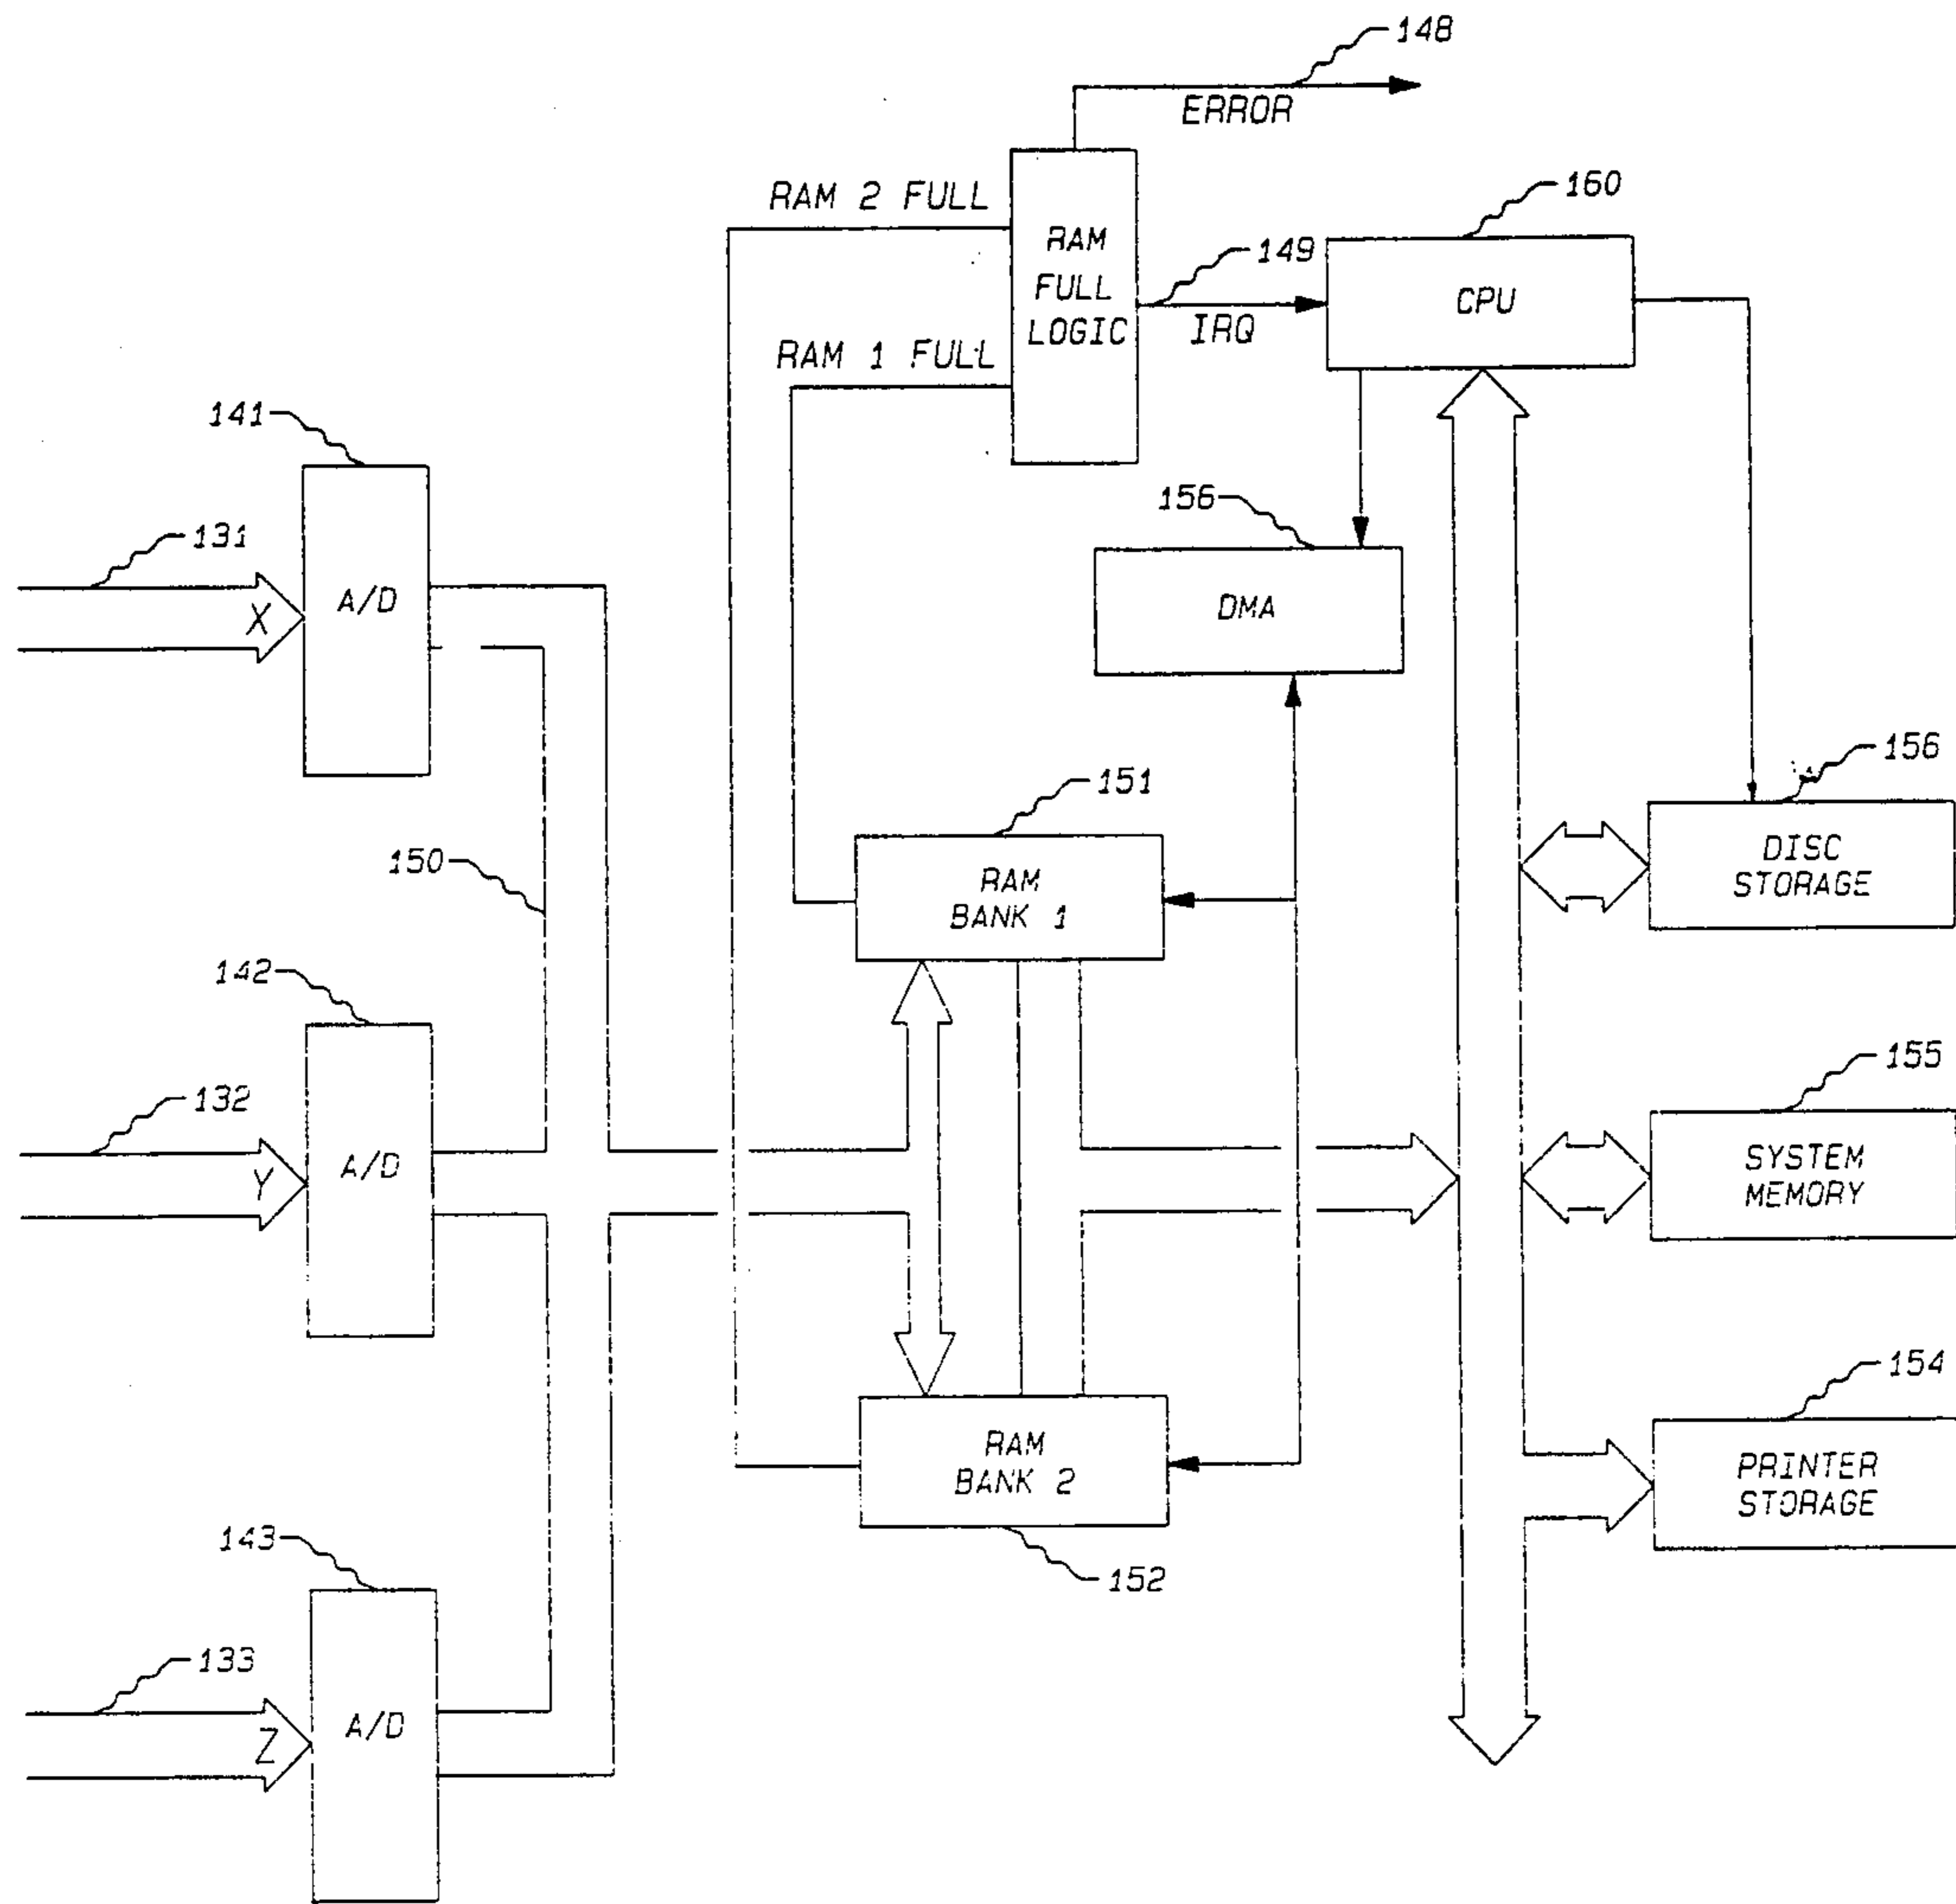 148
ERROR
RAM 2 FULL
160
RAM
FULL
LOGIC
149
IRQ
CPU
RAM 1 FULL
141
156
131
X
A/D
DMA
151
156
150
RAM
BANK 1
DISC
STORAGE
142
155
132
Y
A/D
SYSTEM
MEMORY
154
RAM
BANK 2
PRINTER
STORAGE
143
152
133
Z
A/D